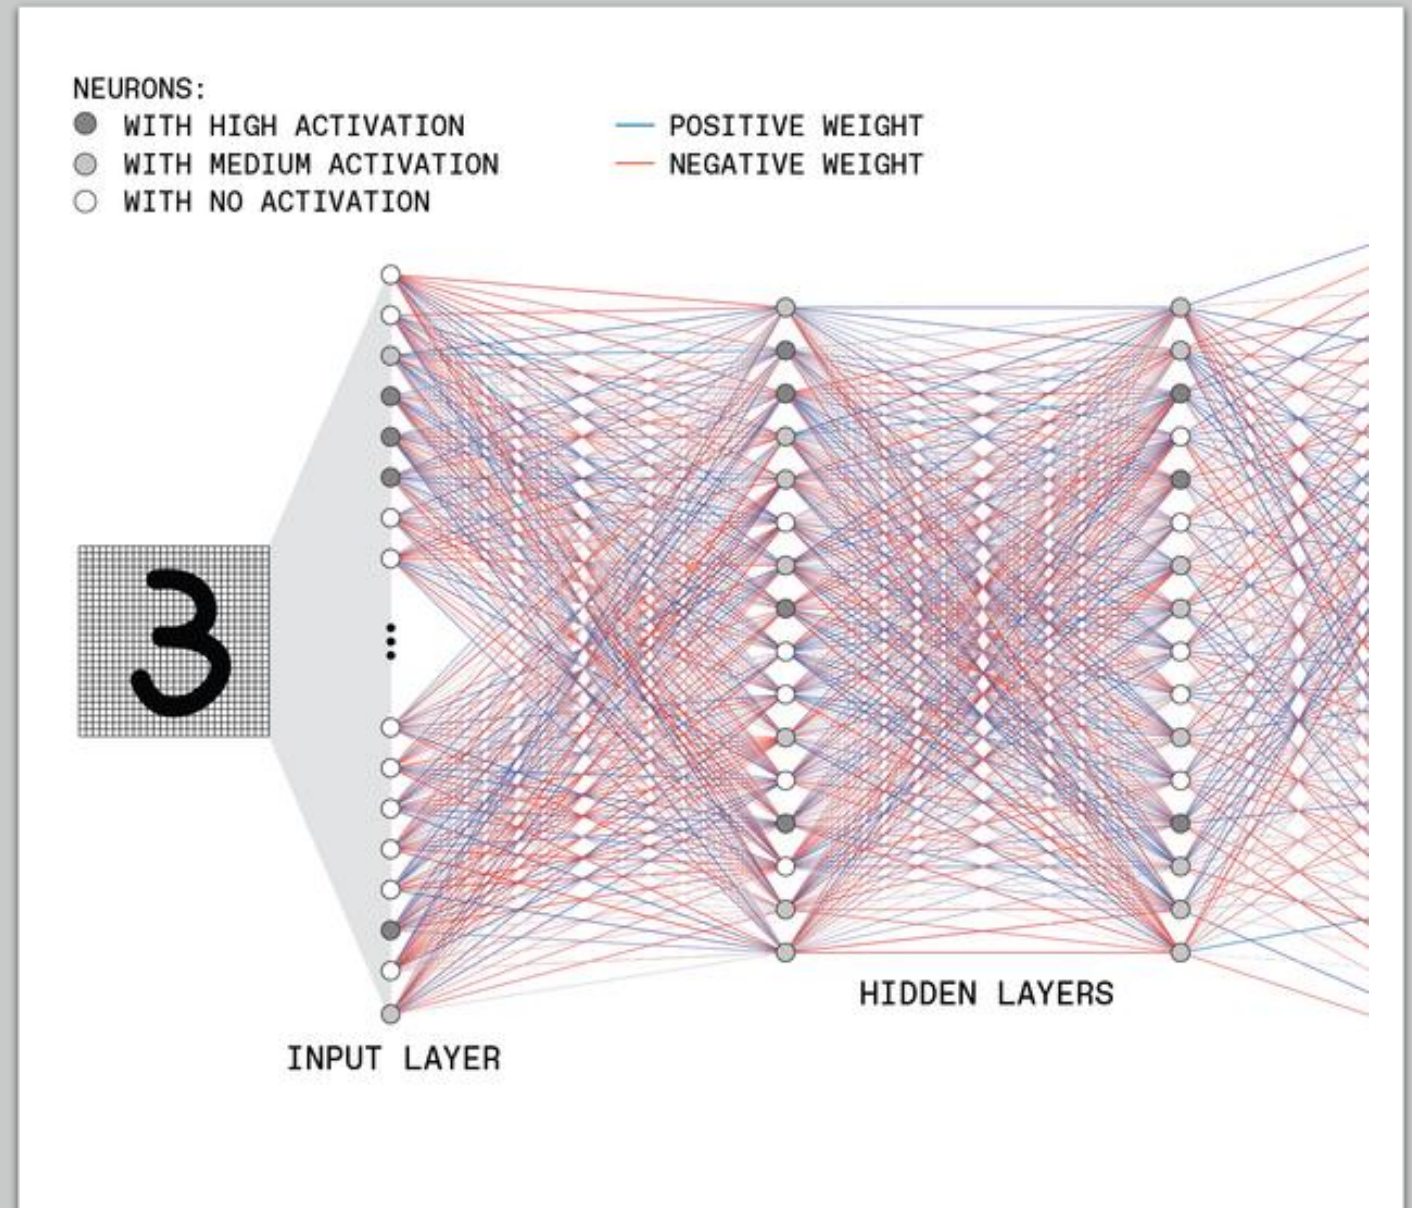 NEURONS:
WITH HIGH ACTIVATION
WITH MEDIUM ACTIVATION
WITH NO ACTIVATION
POSITIVE WEIGHT
NEGATIVE WEIGHT
3
HIDDEN LAYERS
INPUT LAYER